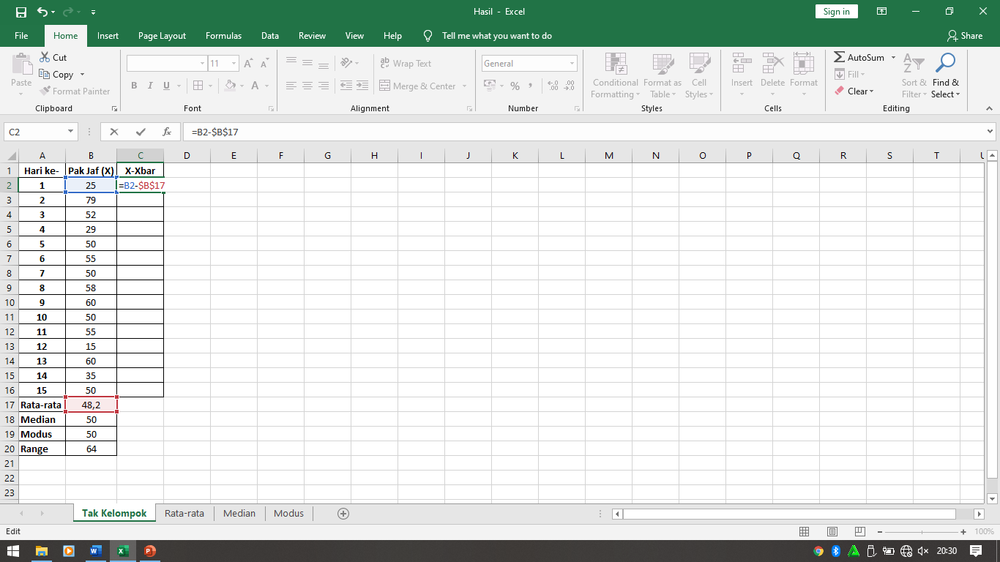 Hasil - Excel
Sign in
File Home Insert Page Layout Formulas Data Review View Help Tell me what you want to do Share
Paste
Cut
Copy
Format Painter
Clipboard
11 A A
B I U A
Font
ab Wrap Text
Merge & Center
Alignment
General
% ,
Number
Conditional Formatting
Format as Table
Cell Styles
Styles
Insert
Delete
Format
Cells
AutoSum
Fill
Clear
Sort & Filter
Find & Select
Editing
C2 fx =B2-$B$17
A B C D E F G H I J K L M N O P Q R S T U
1 Hari ke- Pak Jaf (X) X-Xbar
2 1 25 =B2-$B$17
3 2 79
4 3 52
5 4 29
6 5 50
7 6 55
8 7 50
9 8 58
10 9 60
11 10 50
12 11 55
13 12 15
14 13 60
15 14 35
16 15 50
17 Rata-rata 48,2
18 Median 50
19 Modus 50
20 Range 64
21
22
23
Tak Kelompok Rata-rata Median Modus
Edit 100%
20:30